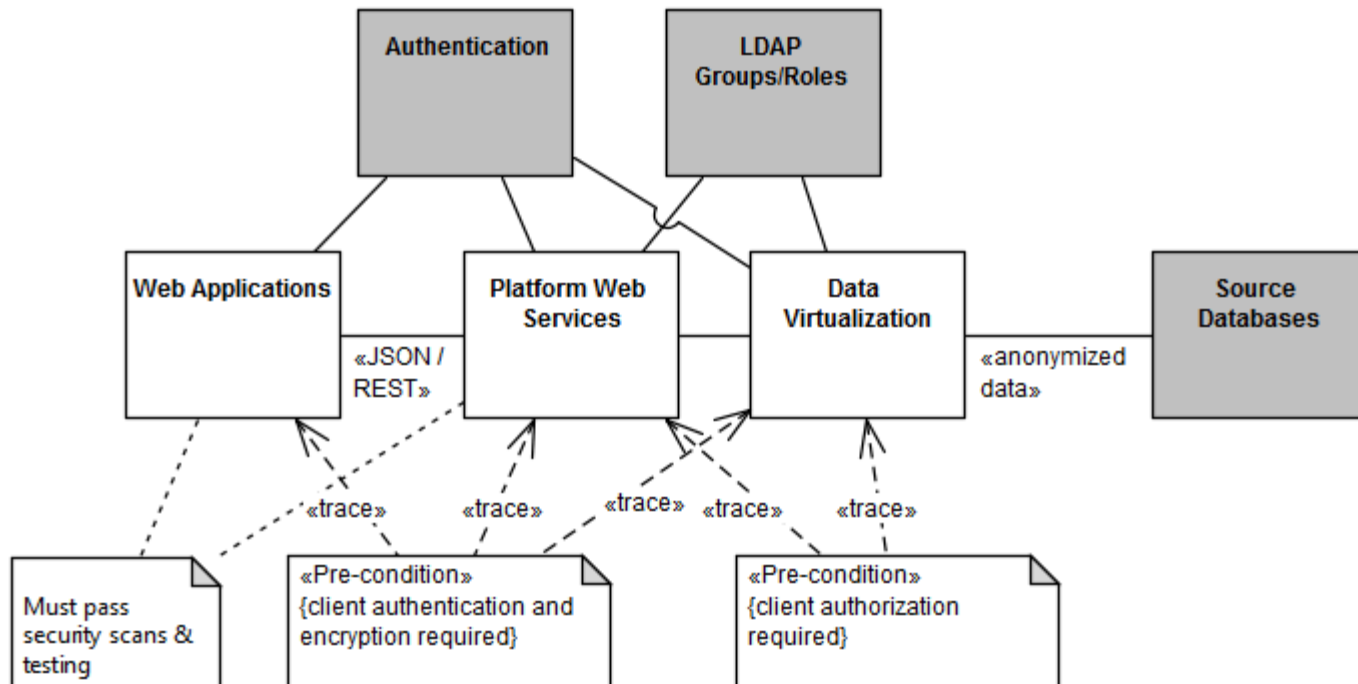 Authentication
LDAP
Groups/Roles
Web Applications
Platform Web
Services
Data
Virtualization
Source
Databases
«JSON /
REST»
«anonymized
data»
«trace»
«trace»
«trace»
«trace»
«trace»
Must pass
security scans &
testing
«Pre-condition»
{client authentication and
encryption required}
«Pre-condition»
{client authorization
required}